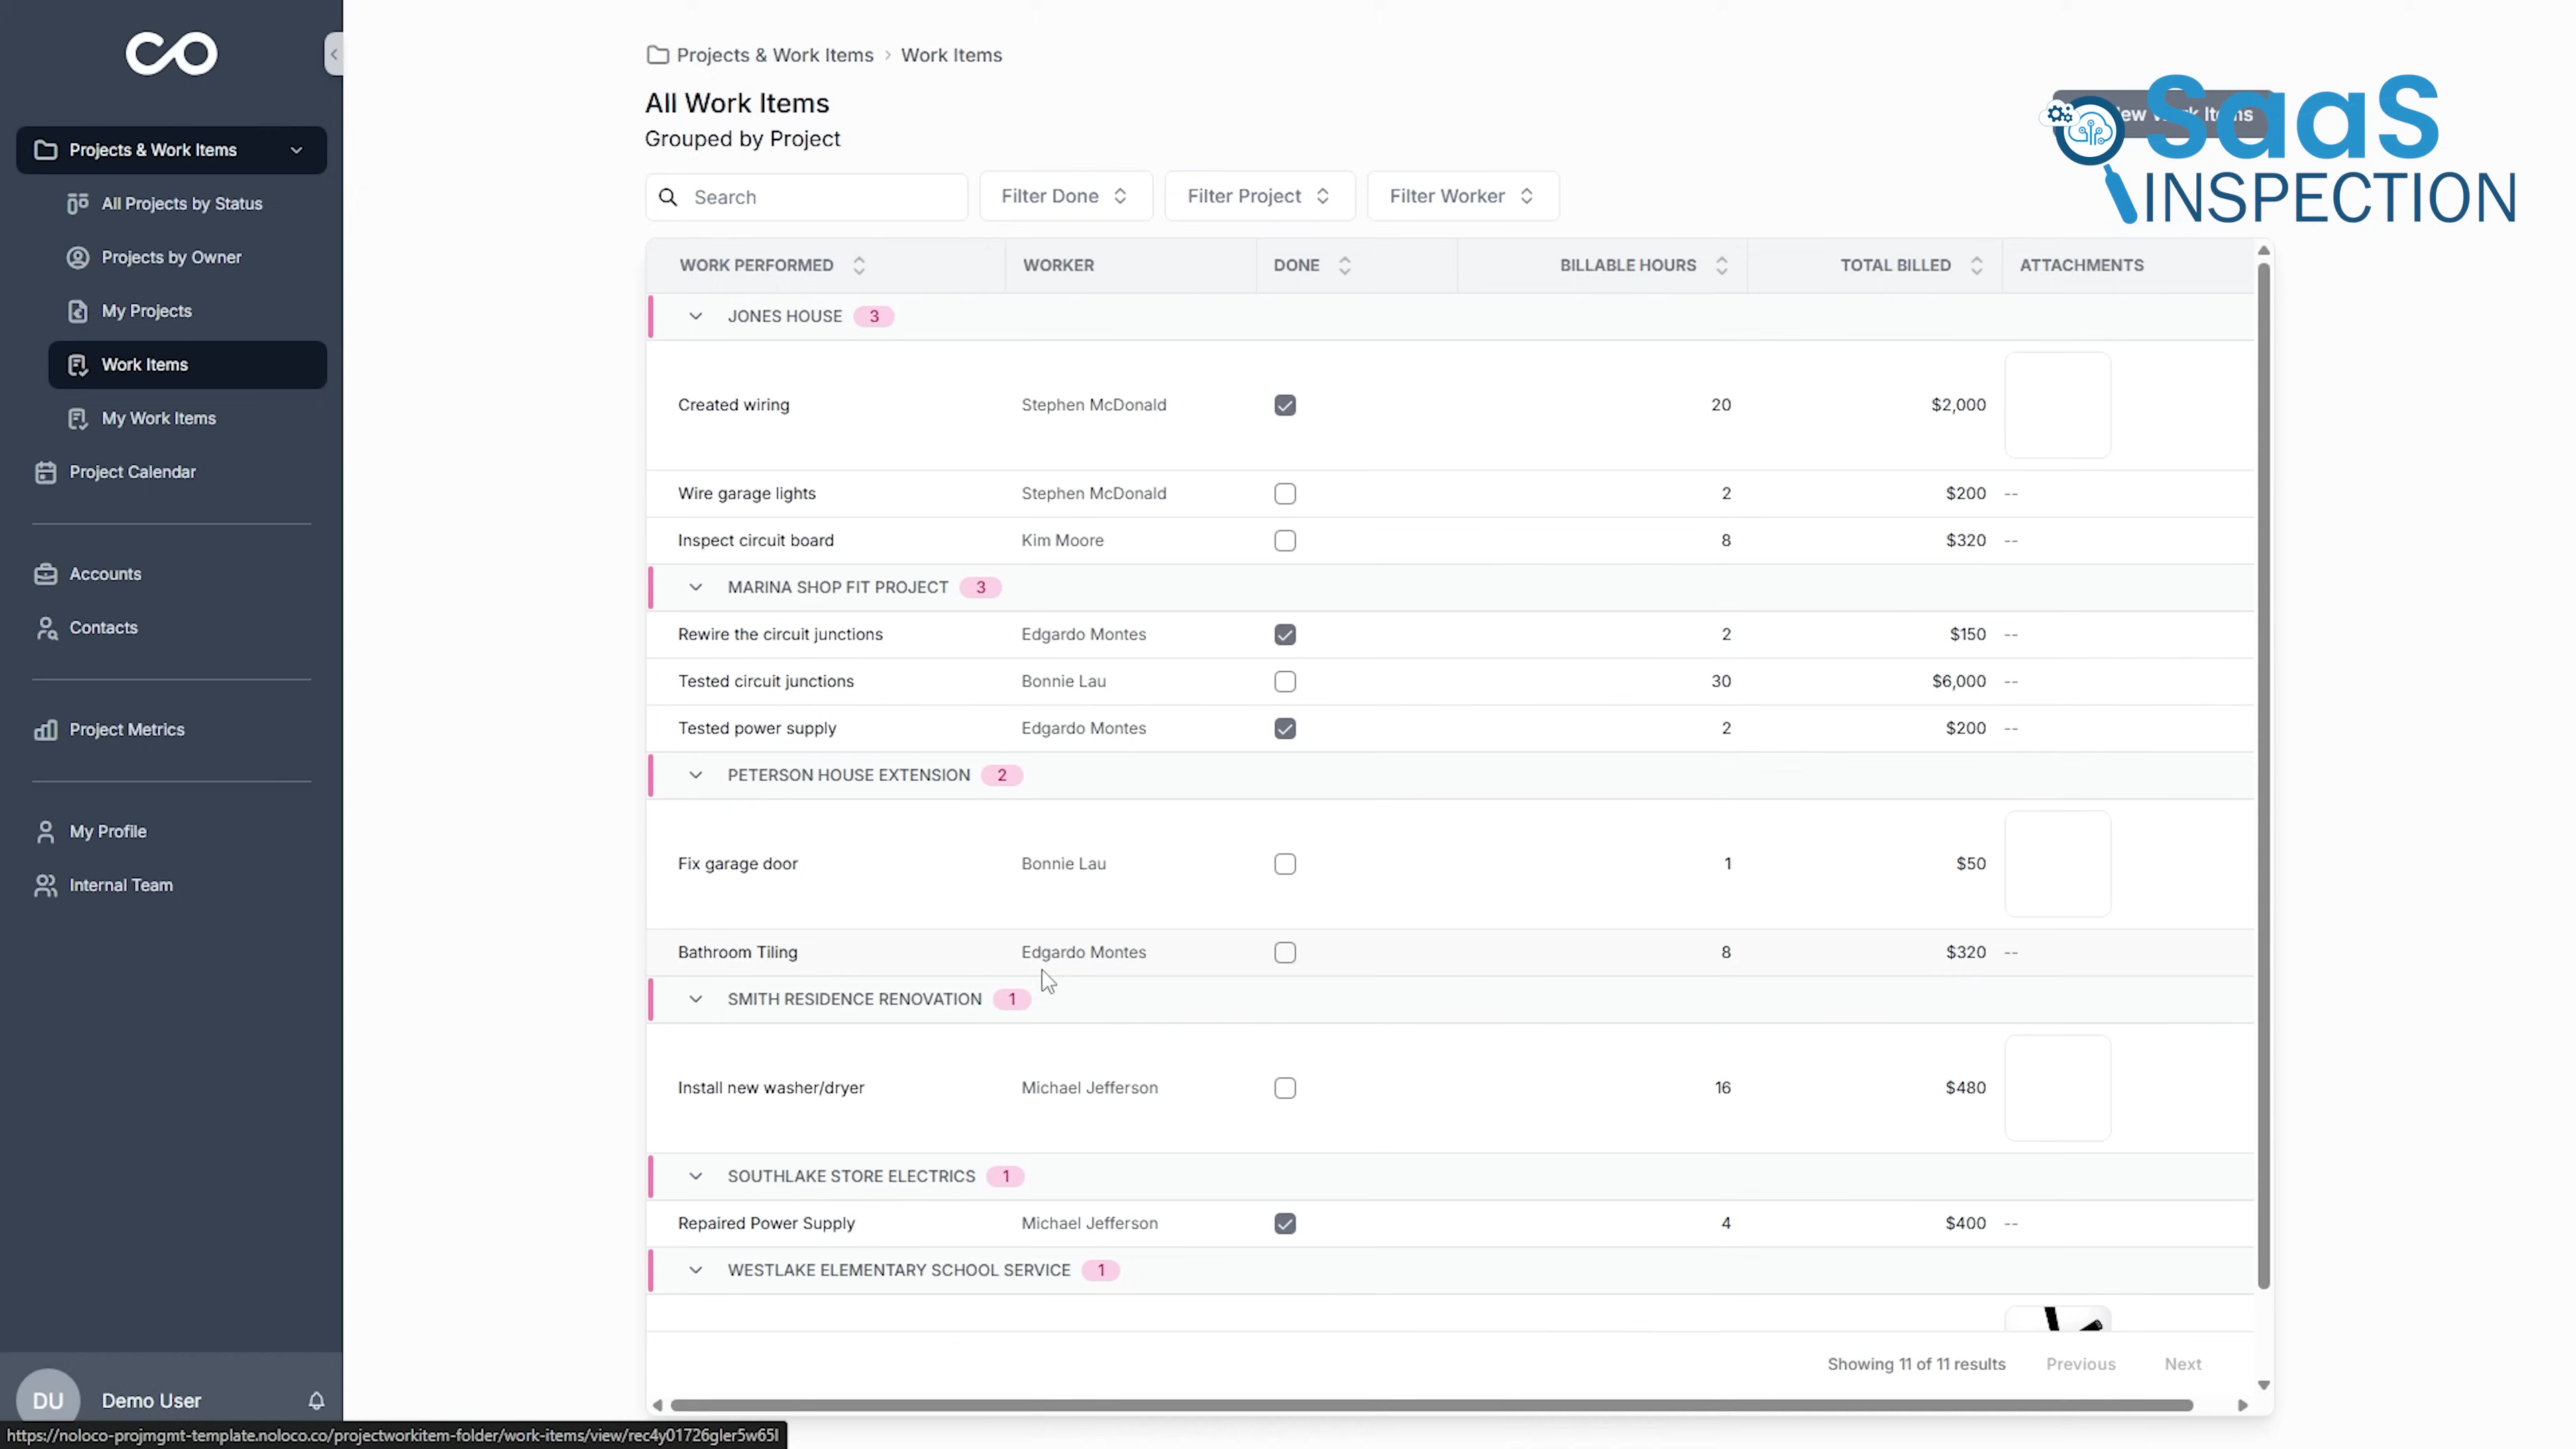 Projects & Work Items
All Projects by Status
Projects by Owner
My Projects
Work Items
My Work Items
Project Calendar
Accounts
Contacts
Project Metrics
My Profile
Internal Team
DU Demo User
https://noloco-projmgmt-template.noloco.co/projectworkitem-folder/work-items/view/rec4y01726gler5w65l
Projects & Work Items > Work Items
All Work Items
Grouped by Project
SaaS
INSPECTION
Search Filter Done Filter Project Filter Worker
WORK PERFORMED WORKER DONE BILLABLE HOURS TOTAL BILLED ATTACHMENTS
JONES HOUSE 3
Created wiring Stephen McDonald 20 $2,000
Wire garage lights Stephen McDonald 2 $200 --
Inspect circuit board Kim Moore 8 $320 --
MARINA SHOP FIT PROJECT 3
Rewire the circuit junctions Edgardo Montes 2 $150 --
Tested circuit junctions Bonnie Lau 30 $6,000 --
Tested power supply Edgardo Montes 2 $200 --
PETERSON HOUSE EXTENSION 2
Fix garage door Bonnie Lau 1 $50
Bathroom Tiling Edgardo Montes 8 $320 --
SMITH RESIDENCE RENOVATION 1
Install new washer/dryer Michael Jefferson 16 $480
SOUTHLAKE STORE ELECTRICS 1
Repaired Power Supply Michael Jefferson 4 $400 --
WESTLAKE ELEMENTARY SCHOOL SERVICE 1
Showing 11 of 11 results Previous Next